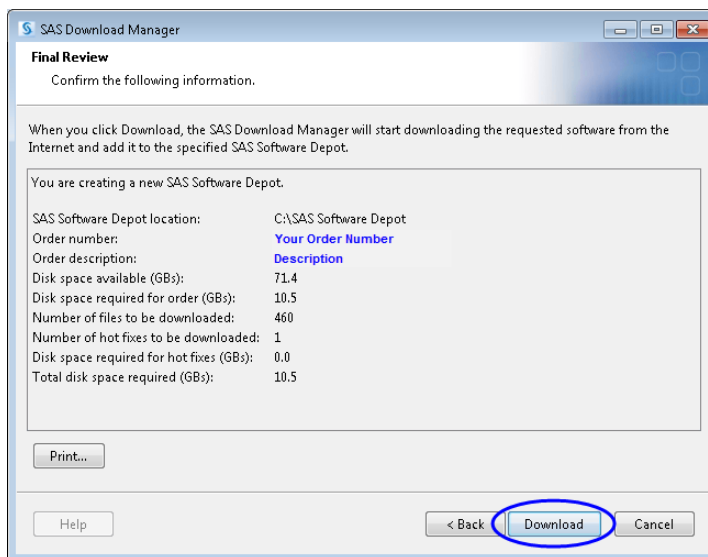 SAS Download Manager
Final Review
Confirm the following information.
When you click Download, the SAS Download Manager will start downloading the requested software from the
Internet and add it to the specified SAS Software Depot.
You are creating a new SAS Software Depot.
SAS Software Depot location: C:\SAS Software Depot
Order number: Your Order Number
Order description: Description
Disk space available (GBs): 71.4
Disk space required for order (GBs): 10.5
Number of files to be downloaded: 460
Number of hot fixes to be downloaded: 1
Disk space required for hot fixes (GBs): 0.0
Total disk space required (GBs): 10.5
Print...
Help < Back Download Cancel